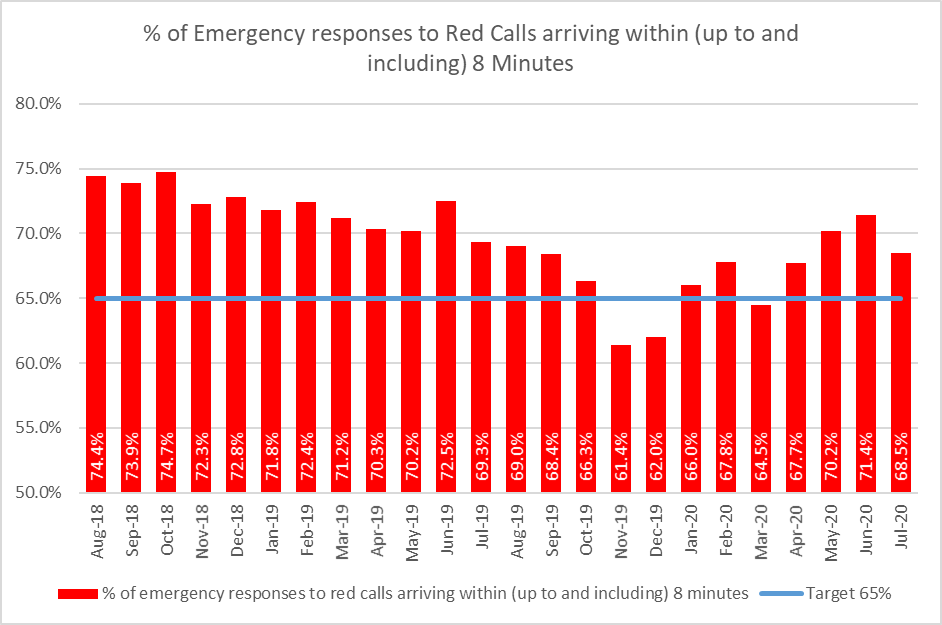 % of Emergency responses to Red Calls arriving within (up to and
including) 8 Minutes
80.0%
75.0%
70.0%
65.0%
60.0%
55.0%
50.0%
74.4%
73.9%
74.7%
72.3%
72.8%
71.8%
72.4%
71.2%
70.3%
70.2%
72.5%
69.3%
69.0%
68.4%
66.3%
61.4%
62.0%
66.0%
67.8%
64.5%
67.7%
70.2%
71.4%
68.5%
Aug-18
Sep-18
Oct-18
Nov-18
Dec-18
Jan-19
Feb-19
Mar-19
Apr-19
May-19
Jun-19
Jul-19
Aug-19
Sep-19
Oct-19
Nov-19
Dec-19
Jan-20
Feb-20
Mar-20
Apr-20
May-20
Jun-20
Jul-20
% of emergency responses to red calls arriving within (up to and including) 8 minutes
Target 65%